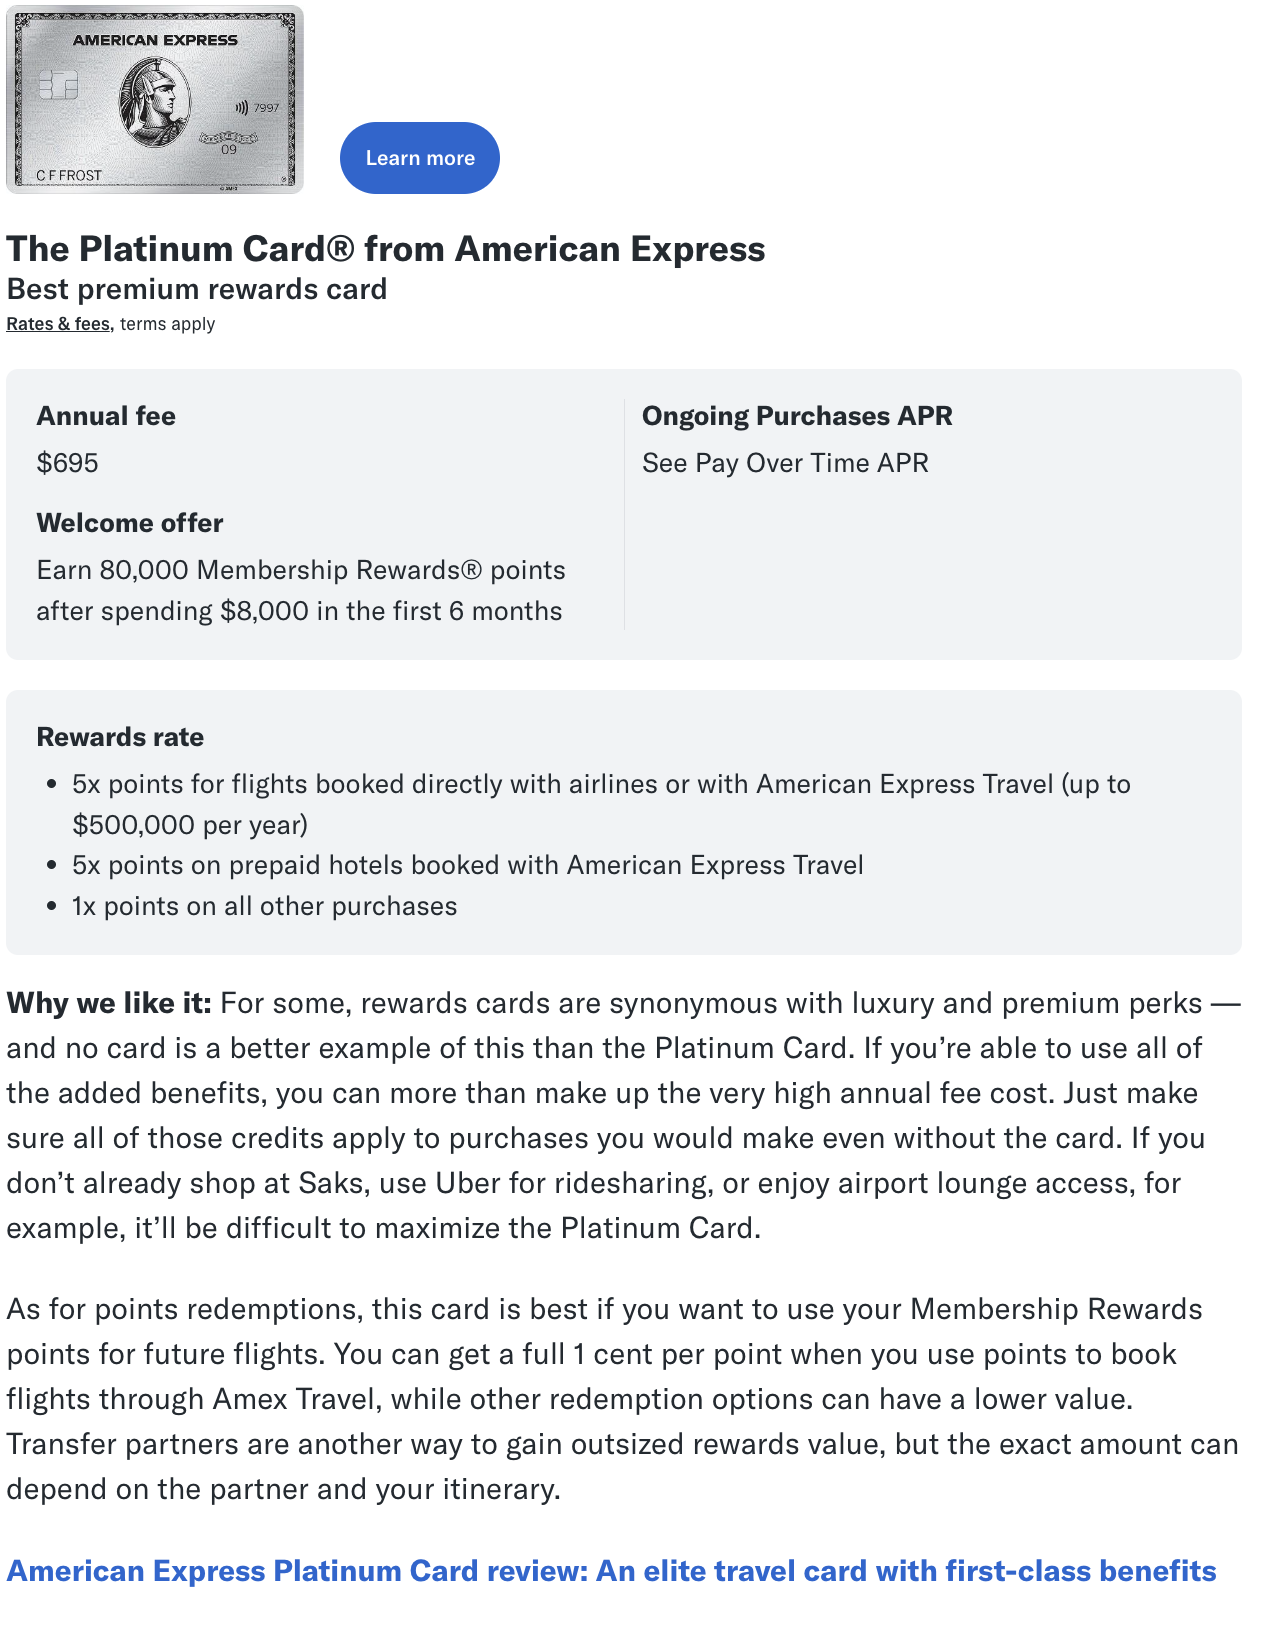 AMERICAN EXPRESS
7997
09
C F FROST
Learn more
The Platinum Card® from American Express
Best premium rewards card
Rates & fees, terms apply
Annual fee
$695
Welcome offer
Earn 80,000 Membership Rewards® points
after spending $8,000 in the first 6 months
Ongoing Purchases APR
See Pay Over Time APR
Rewards rate
• 5x points for flights booked directly with airlines or with American Express Travel (up to
$500,000 per year)
• 5x points on prepaid hotels booked with American Express Travel
• 1x points on all other purchases
Why we like it: For some, rewards cards are synonymous with luxury and premium perks —
and no card is a better example of this than the Platinum Card. If you’re able to use all of
the added benefits, you can more than make up the very high annual fee cost. Just make
sure all of those credits apply to purchases you would make even without the card. If you
don’t already shop at Saks, use Uber for ridesharing, or enjoy airport lounge access, for
example, it’ll be difficult to maximize the Platinum Card.
As for points redemptions, this card is best if you want to use your Membership Rewards
points for future flights. You can get a full 1 cent per point when you use points to book
flights through Amex Travel, while other redemption options can have a lower value.
Transfer partners are another way to gain outsized rewards value, but the exact amount can
depend on the partner and your itinerary.
American Express Platinum Card review: An elite travel card with first-class benefits